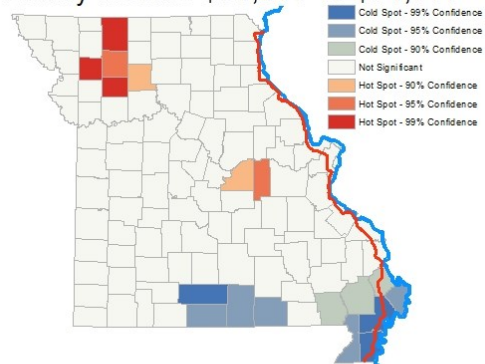 Cold Spot - 99% Confidence
Cold Spot - 95% Confidence
Cold Spot - 90% Confidence
Not Significant
Hot Spot - 90% Confidence
Hot Spot - 95% Confidence
Hot Spot - 99% Confidence